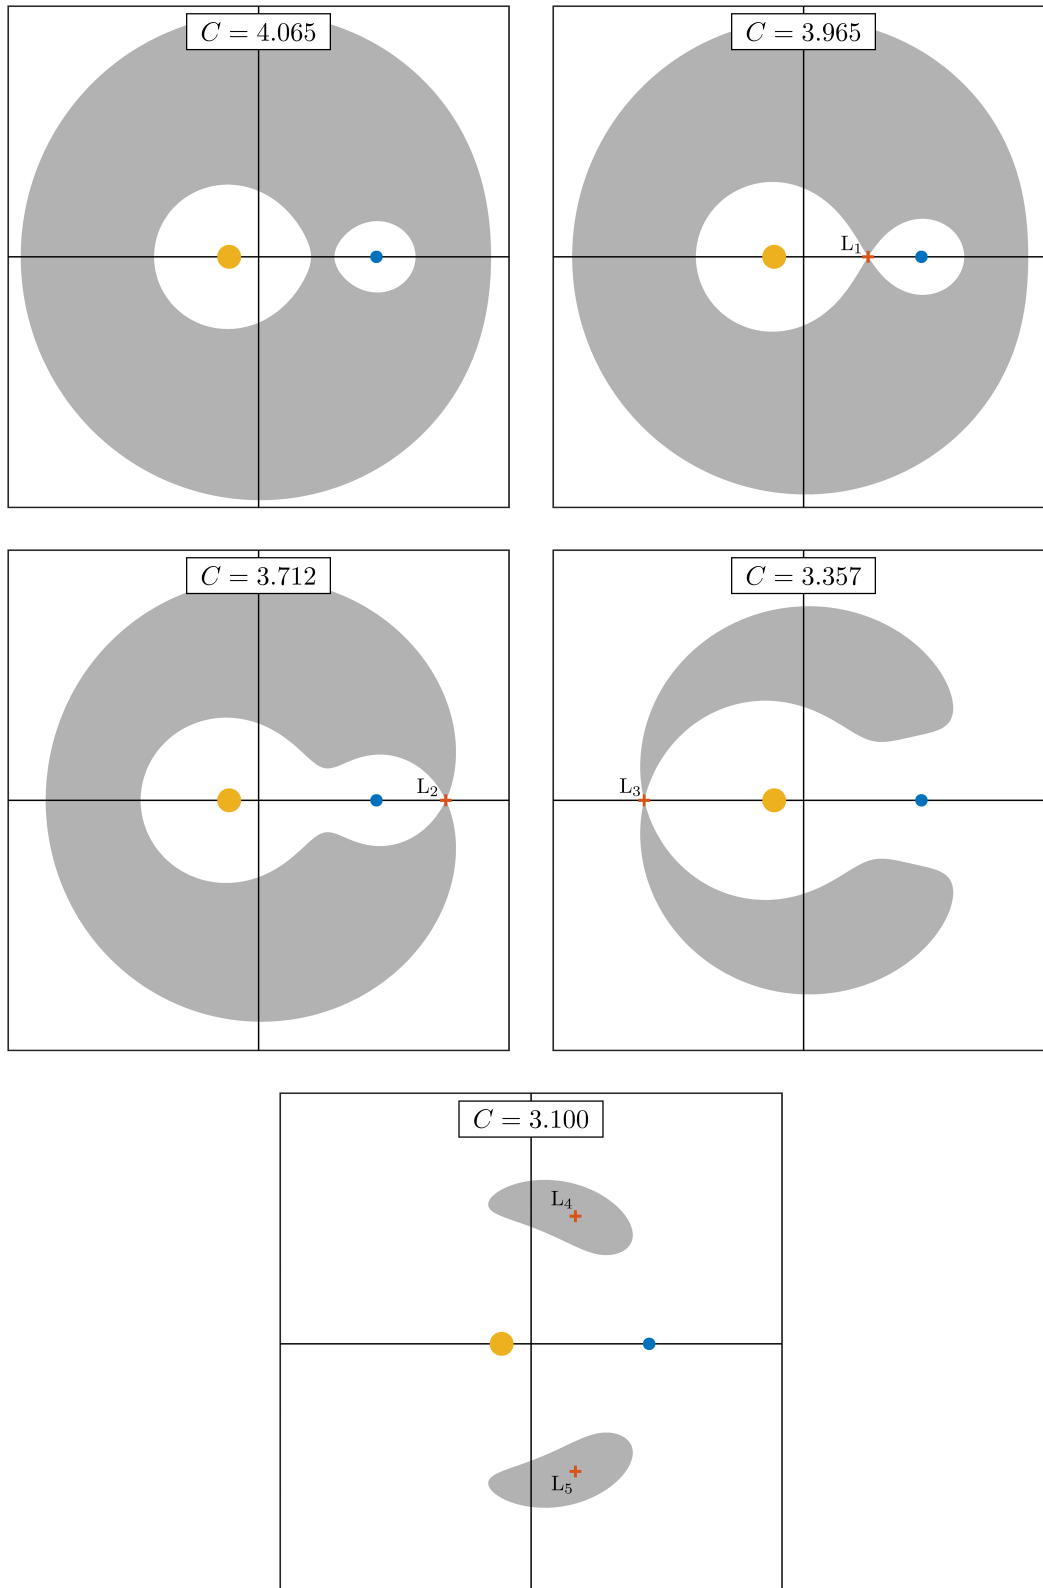 C = 4.065
C = 3.965
L₁
C = 3.712
L₂
C = 3.357
L₃
C = 3.100
L₄
L₅